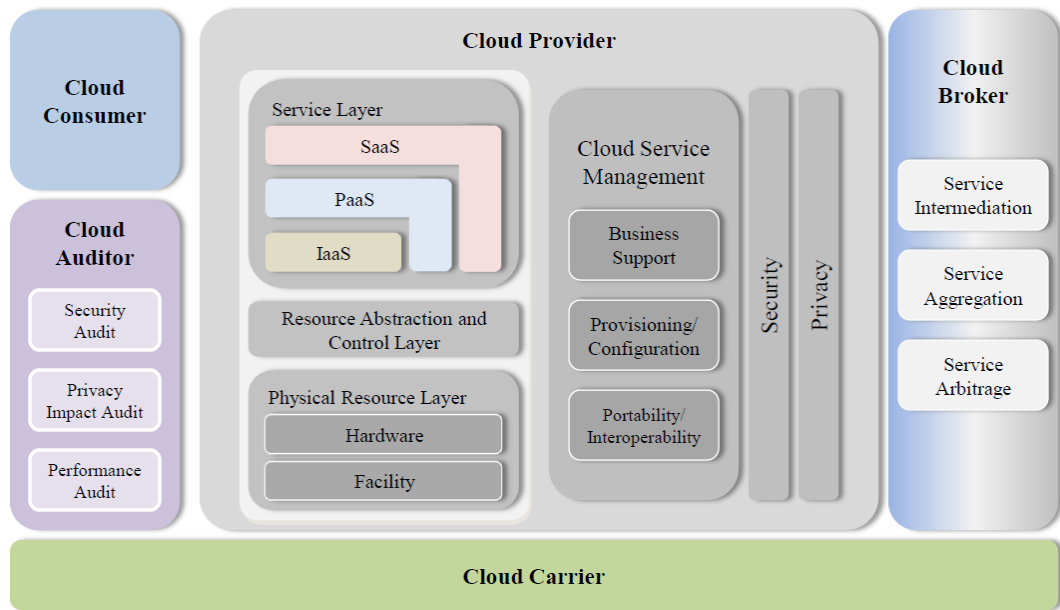 Cloud
Consumer
Cloud
Auditor
Security
Audit
Privacy
Impact Audit
Performance
Audit
Cloud Provider
Service Layer
SaaS
PaaS
IaaS
Resource Abstraction and
Control Layer
Physical Resource Layer
Hardware
Facility
Cloud Service
Management
Business
Support
Provisioning/
Configuration
Portability/
Interoperability
Security
Privacy
Cloud
Broker
Service
Intermediation
Service
Aggregation
Service
Arbitrage
Cloud Carrier